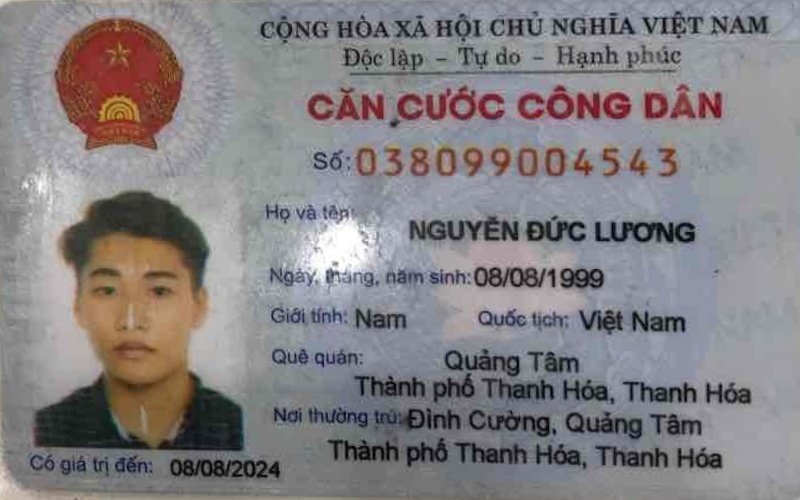 CỘNG HÒA XÃ HỘI CHỦ NGHĨA VIỆT NAM
Độc lập - Tự do - Hạnh phúc
CĂN CƯỚC CÔNG DÂN
Số: 038099004543
Họ và tên:
NGUYỄN ĐỨC LƯƠNG
Ngày, tháng, năm sinh: 08/08/1999
Giới tính: Nam Quốc tịch: Việt Nam
Quê quán: Quảng Tâm
Thành phố Thanh Hóa, Thanh Hóa
Nơi thường trú: Đình Cường, Quảng Tâm
Thành phố Thanh Hóa, Thanh Hóa
Có giá trị đến: 08/08/2024